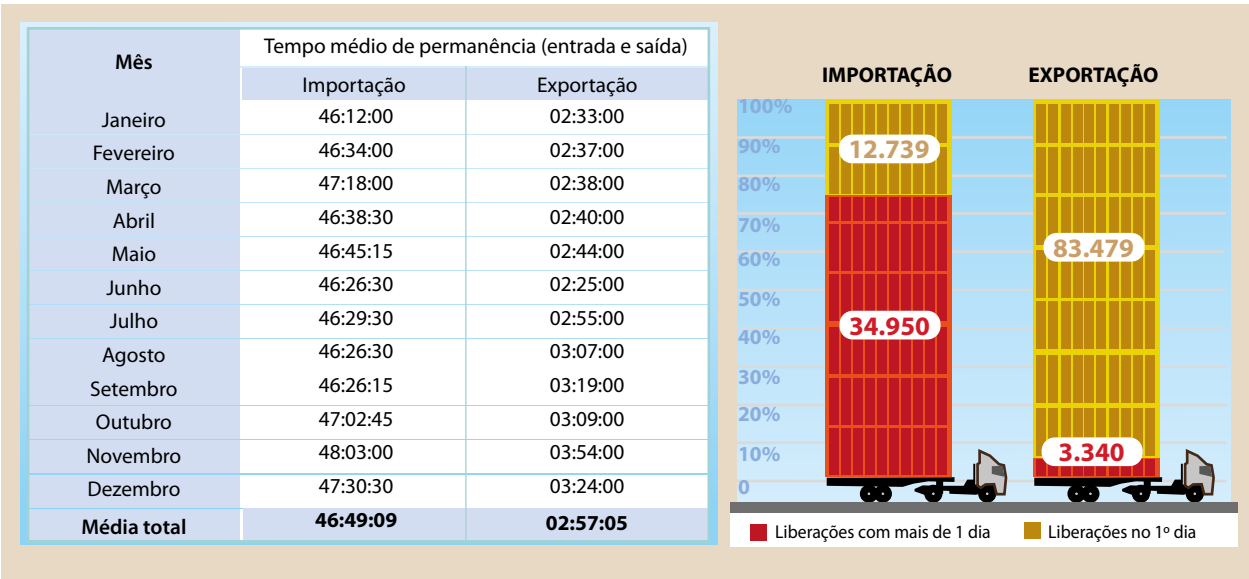 Mês Tempo médio de permanência (entrada e saída)
Importação Exportação
Janeiro 46:12:00 02:33:00
Fevereiro 46:34:00 02:37:00
Março 47:18:00 02:38:00
Abril 46:38:30 02:40:00
Maio 46:45:15 02:44:00
Junho 46:26:30 02:25:00
Julho 46:29:30 02:55:00
Agosto 46:26:30 03:07:00
Setembro 46:26:15 03:19:00
Outubro 47:02:45 03:09:00
Novembro 48:03:00 03:54:00
Dezembro 47:30:30 03:24:00
Média total 46:49:09 02:57:05
IMPORTAÇÃO EXPORTAÇÃO
100%
90%
80%
70%
60%
50%
40%
30%
20%
10%
0
12.739
34.950
83.479
3.340
Liberações com mais de 1 dia Liberações no 1º dia